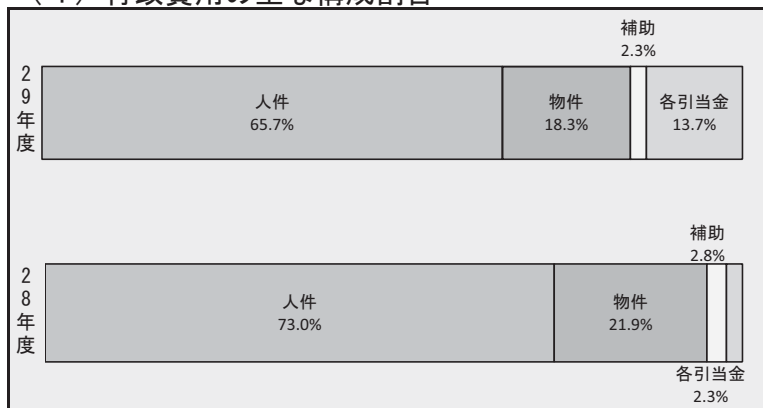 補助
2.3%
29年度
人件
65.7%
物件
18.3%
各引当金
13.7%
補助
2.8%
28年度
人件
73.0%
物件
21.9%
各引当金
2.3%